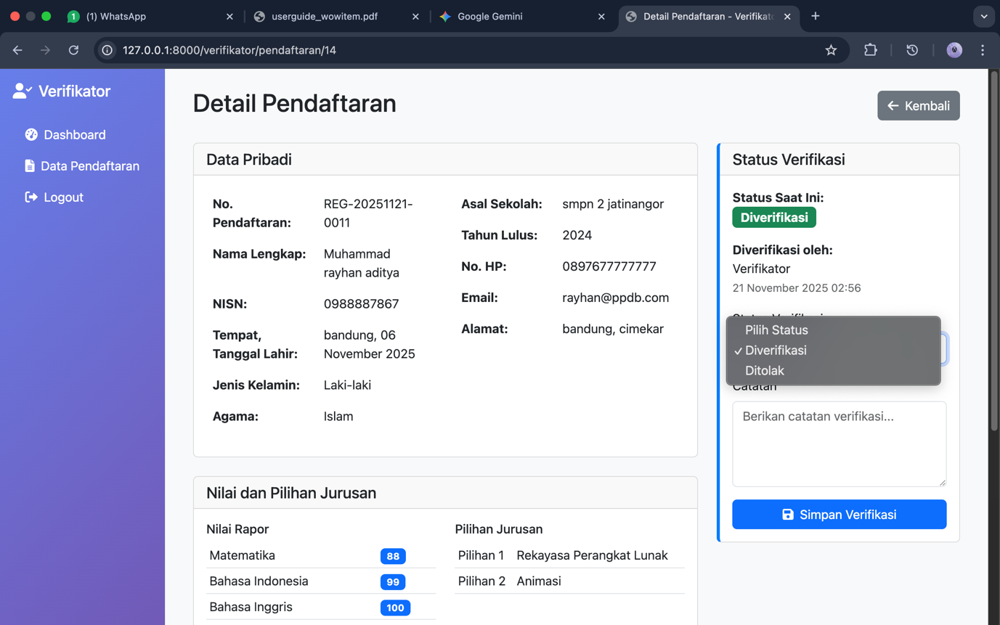 1 (1) WhatsApp
userguide_wowitem.pdf
Google Gemini
Detail Pendaftaran - Verifikato
127.0.0.1:8000/verifikator/pendaftaran/14
Verifikator
Dashboard
Data Pendaftaran
Logout
Detail Pendaftaran
Kembali
Data Pribadi
No. Pendaftaran:
REG-20251121-
0011
Nama Lengkap:
Muhammad
rayhan aditya
NISN:
0988887867
Tempat,
Tanggal Lahir:
bandung, 06
November 2025
Jenis Kelamin:
Laki-laki
Agama:
Islam
Asal Sekolah:
smpn 2 jatinangor
Tahun Lulus:
2024
No. HP:
0897677777777
Email:
rayhan@ppdb.com
Alamat:
bandung, cimekar
Status Verifikasi
Status Saat Ini:
Diverifikasi
Diverifikasi oleh:
Verifikator
21 November 2025 02:56
Status Verifikasi
Pilih Status
✓ Diverifikasi
Ditolak
Catatan
Berikan catatan verifikasi...
Simpan Verifikasi
Nilai dan Pilihan Jurusan
Nilai Rapor
Matematika 88
Bahasa Indonesia 99
Bahasa Inggris 100
Pilihan Jurusan
Pilihan 1 Rekayasa Perangkat Lunak
Pilihan 2 Animasi